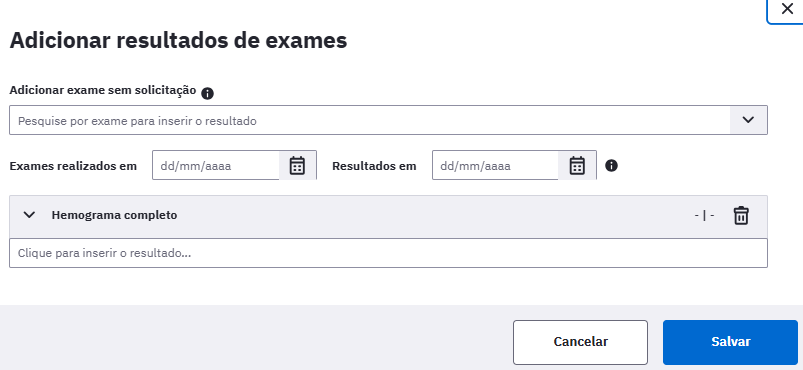 Adicionar resultados de exames
Adicionar exame sem solicitação
Pesquise por exame para inserir o resultado
Exames realizados em dd/mm/aaaa Resultados em dd/mm/aaaa
Hemograma completo - | -
Clique para inserir o resultado...
Cancelar Salvar